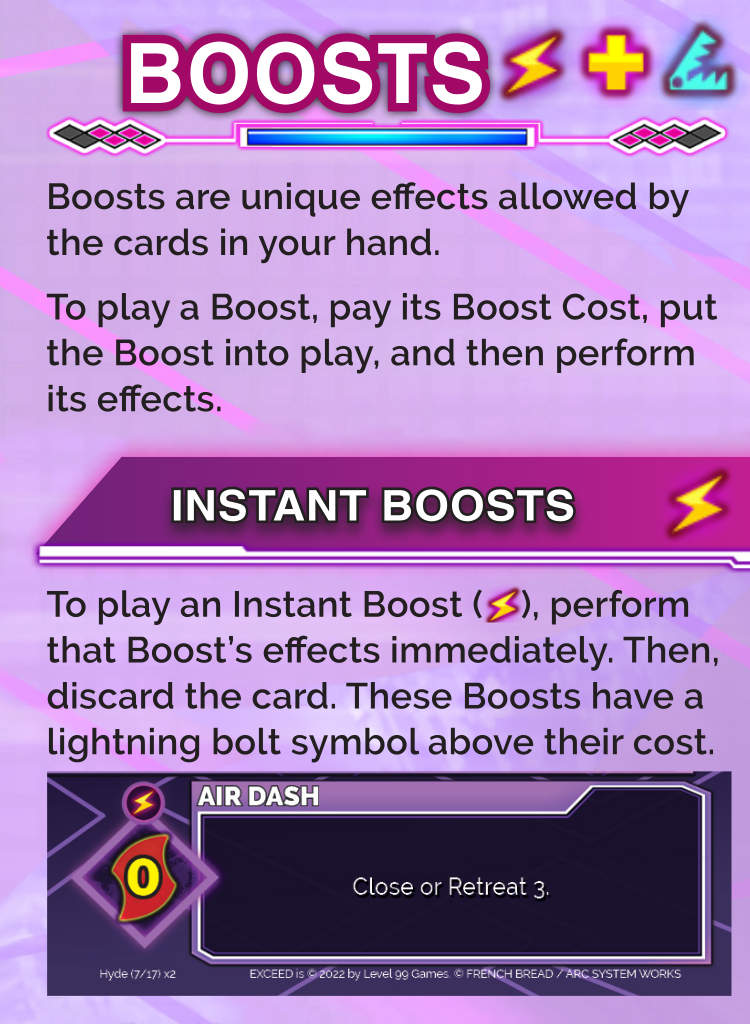 BOOSTS
Boosts are unique effects allowed by
the cards in your hand.
To play a Boost, pay its Boost Cost, put
the Boost into play, and then perform
its effects.
INSTANT BOOSTS
To play an Instant Boost (⚡), perform
that Boost’s effects immediately. Then,
discard the card. These Boosts have a
lightning bolt symbol above their cost.
AIR DASH
0
Close or Retreat 3.
Hyde (7/17) x2
EXCEED is © 2022 by Level 99 Games. © FRENCH BREAD / ARC SYSTEM WORKS